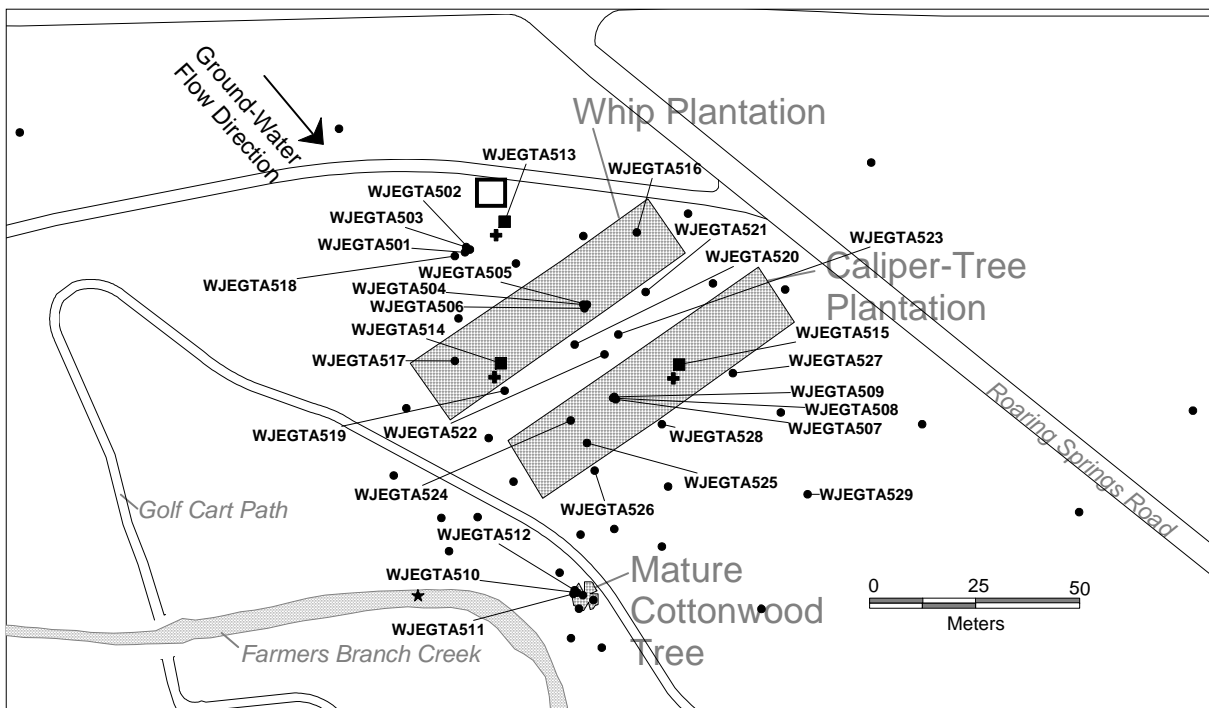 Ground-Water
Flow Direction
Whip Plantation
WJEGTA513
WJEGTA516
WJEGTA502
WJEGTA503
WJEGTA501
WJEGTA518
WJEGTA521
WJEGTA523
WJEGTA520
WJEGTA505
WJEGTA504
WJEGTA506
Caliper-Tree
Plantation
WJEGTA514
WJEGTA515
WJEGTA517
WJEGTA527
WJEGTA509
WJEGTA508
WJEGTA507
WJEGTA519
WJEGTA522
WJEGTA528
Roaring Springs Road
WJEGTA524
WJEGTA525
WJEGTA529
WJEGTA526
Golf Cart Path
WJEGTA512
WJEGTA510
WJEGTA511
Mature
Cottonwood
Tree
Farmers Branch Creek
0 25 50
Meters